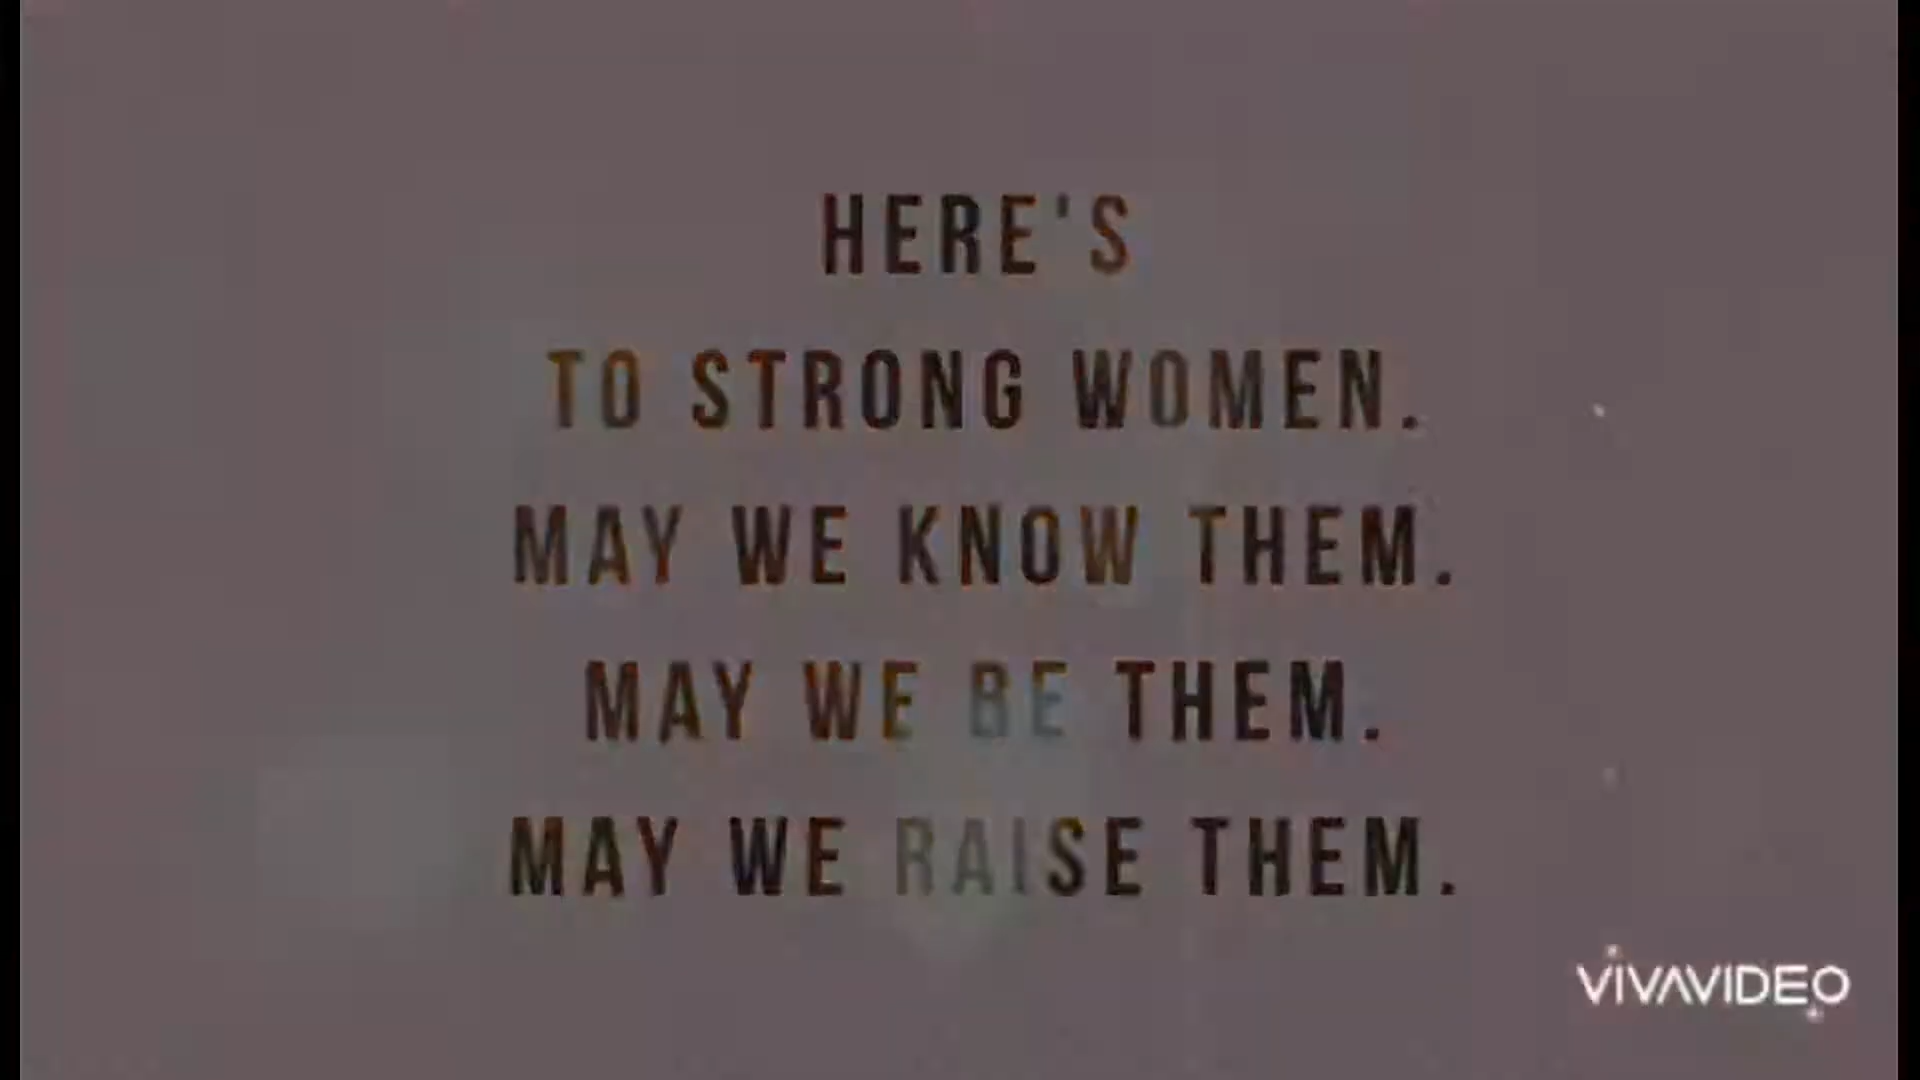 HERE'S
TO STRONG WOMEN.
MAY WE KNOW THEM.
MAY WE BE THEM.
MAY WE RAISE THEM.
VIVAVIDEO